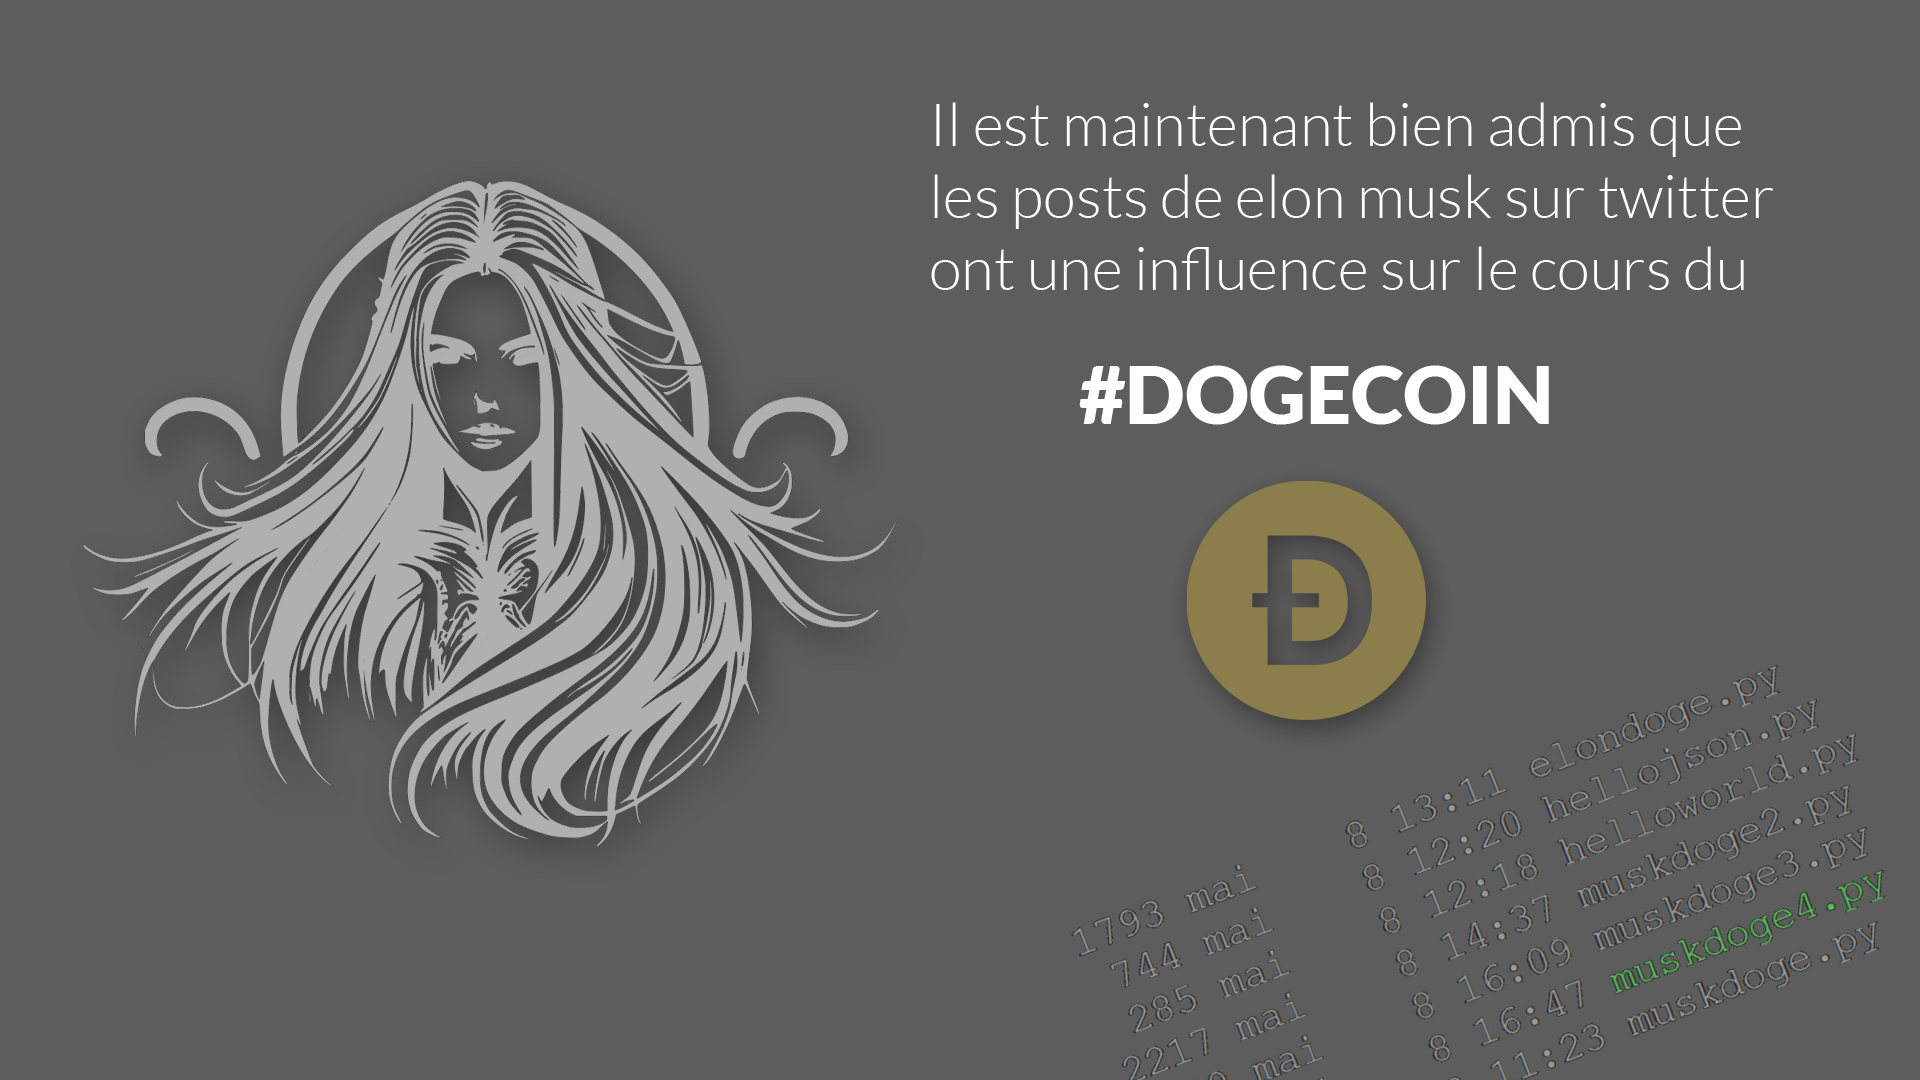 Il est maintenant bien admis que
les posts de elon musk sur twitter
ont une influence sur le cours du
#DOGECOIN
Ð
8 13:11 elondoge.py
8 12:20 hellojson.py
1793 mai 8 12:18 helloworld.py
744 mai 8 14:37 muskdoge2.py
285 mai 8 16:09 muskdoge3.py
2217 mai 8 16:47 muskdoge4.py
mai 11:23 muskdoge.py